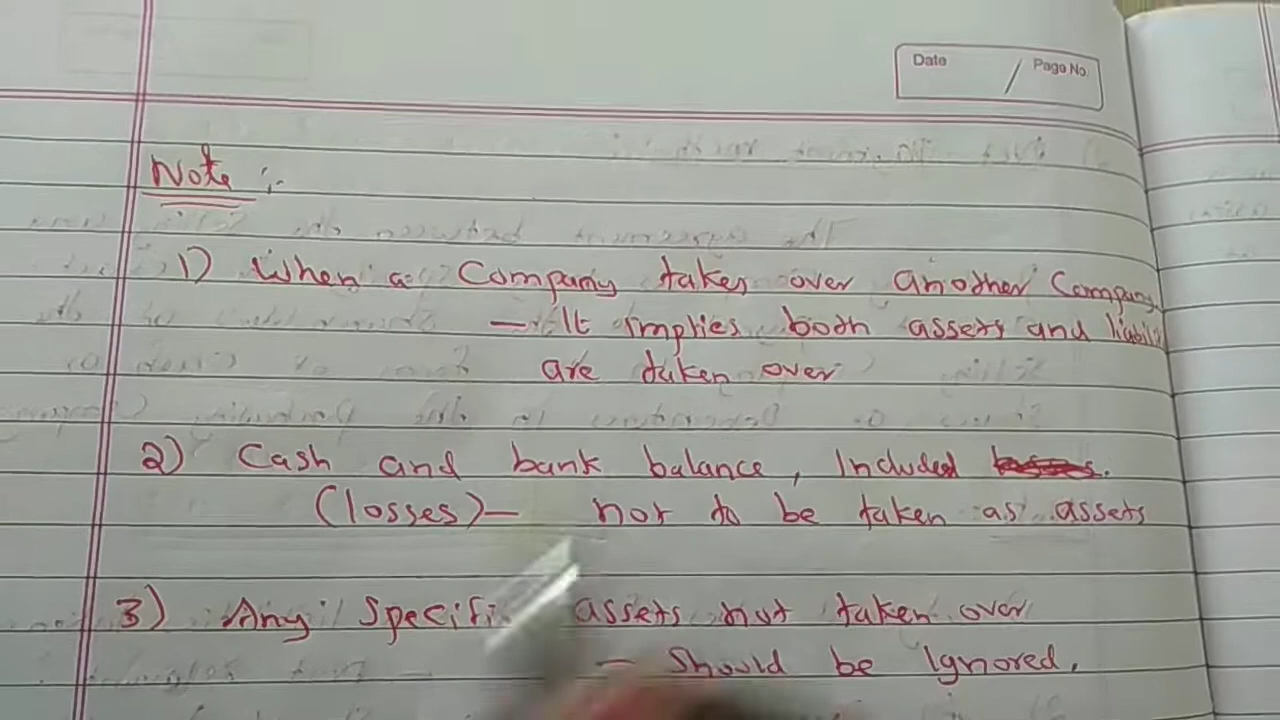 Date / Page No.
Note :-
1) When a Company takes over another Company
— It implies both assets and
are taken over
2) Cash and bank balance, Included
(losses) — not to be taken as assets
3) Any assets not taken over
— Should be Ignored.